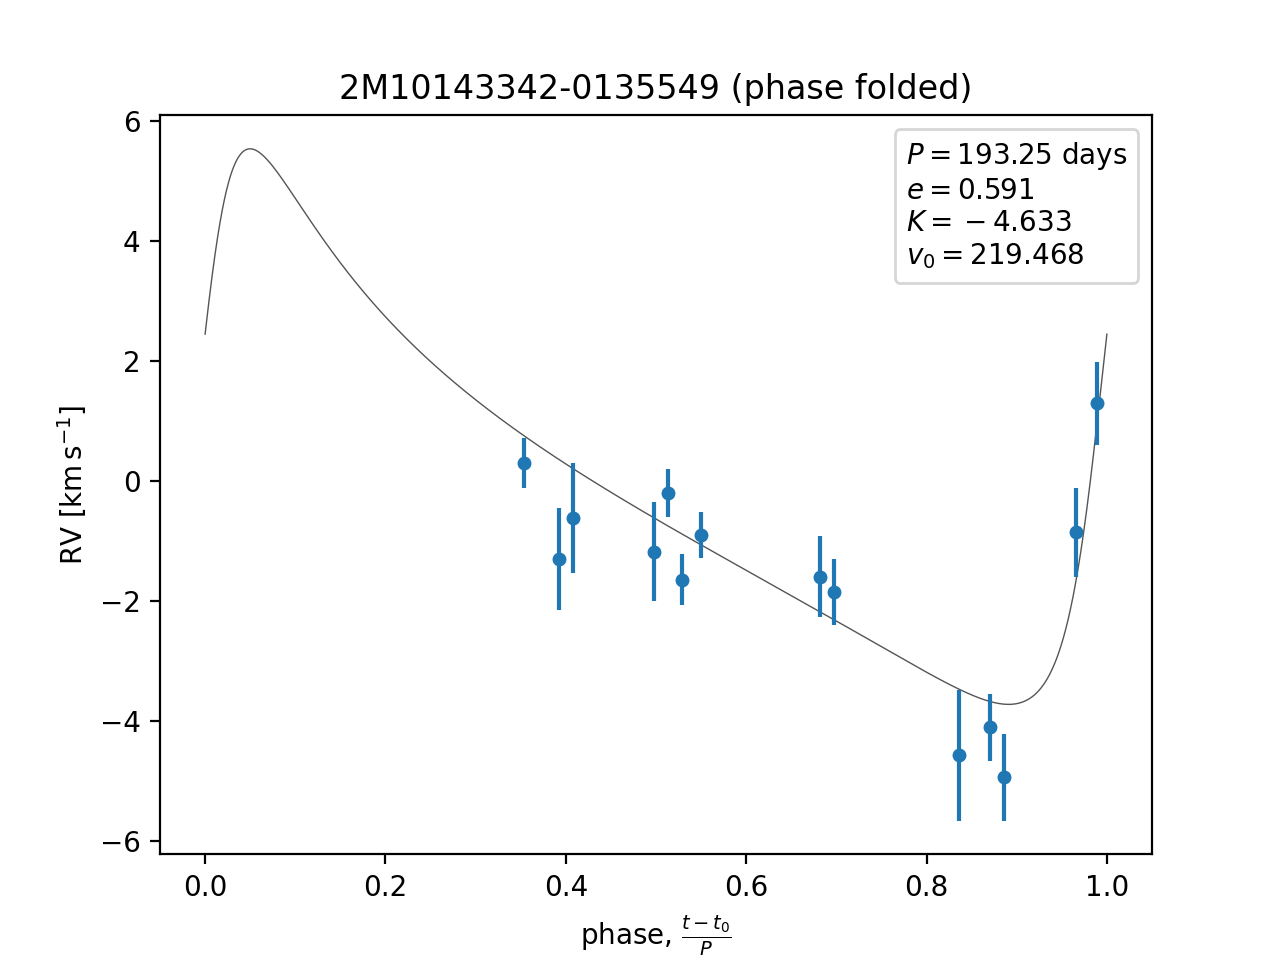 2M10143342-0135549 (phase folded)
P = 193.25 days
e = 0.591
K = −4.633
v₀ = 219.468
RV [km s⁻¹]
6
4
2
0
−2
−4
−6
0.0 0.2 0.4 0.6 0.8 1.0
phase, (t − t₀)/P